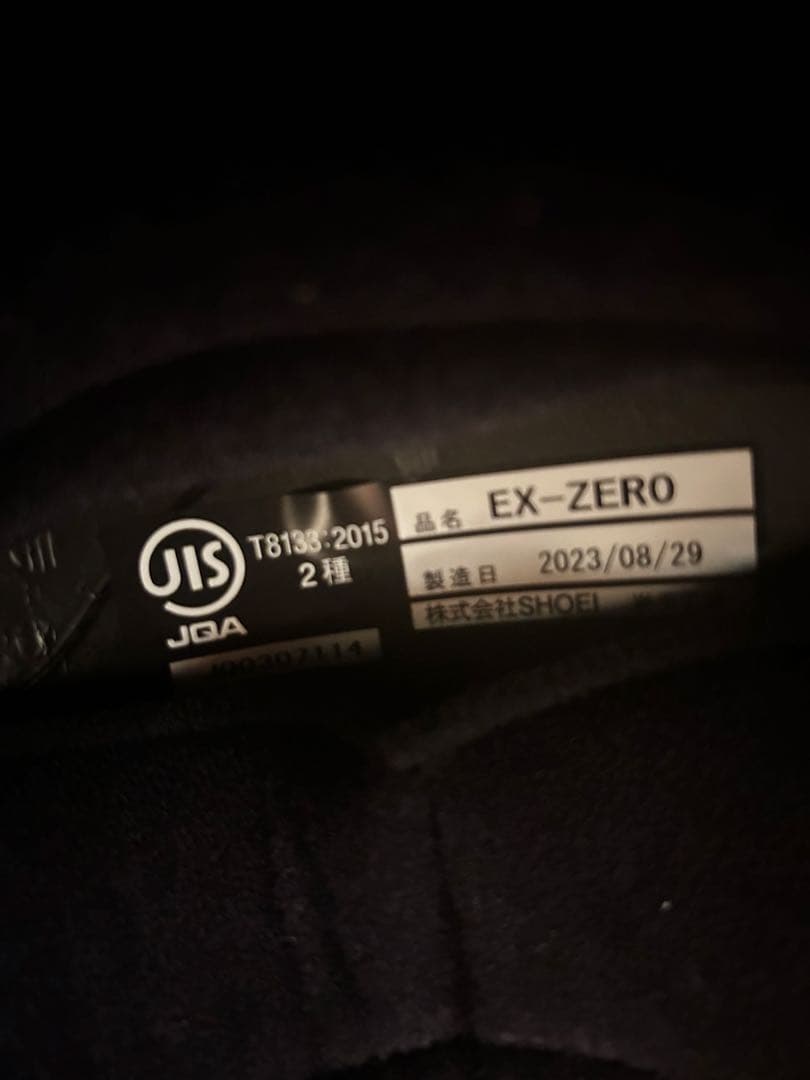 JIS
JQA
T8133:2015
2種
品名 EX-ZERO
製造日 2023/08/29
株式会社SHOEI